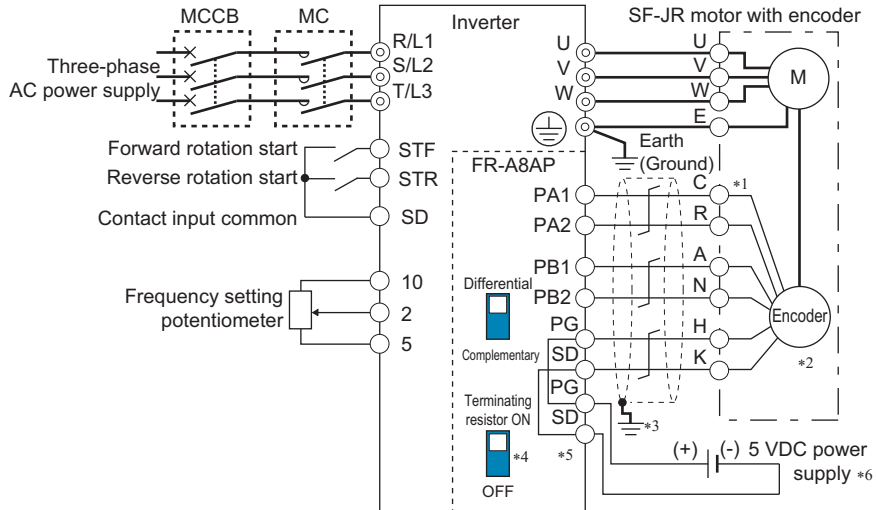 MCCB
MC
Inverter
SF-JR motor with encoder
Three-phase
AC power supply
R/L1
S/L2
T/L3
U
V
W
U
V
W
E
M
Earth
(Ground)
Forward rotation start
Reverse rotation start
Contact input common
STF
STR
SD
FR-A8AP
PA1
PA2
PB1
PB2
PG
SD
PG
SD
C
R
A
N
H
K
*1
Differential
Complementary
Encoder
*2
Frequency setting
potentiometer
10
2
5
Terminating
resistor ON
*4
OFF
*3
*5
(+)
(-)
5 VDC power
supply *6